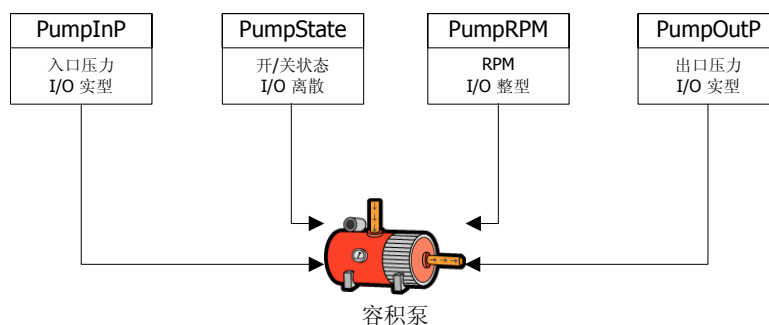 PumpInP
入口压力
I/O 实型
PumpState
开/关状态
I/O 离散
PumpRPM
RPM
I/O 整型
PumpOutP
出口压力
I/O 实型
容积泵